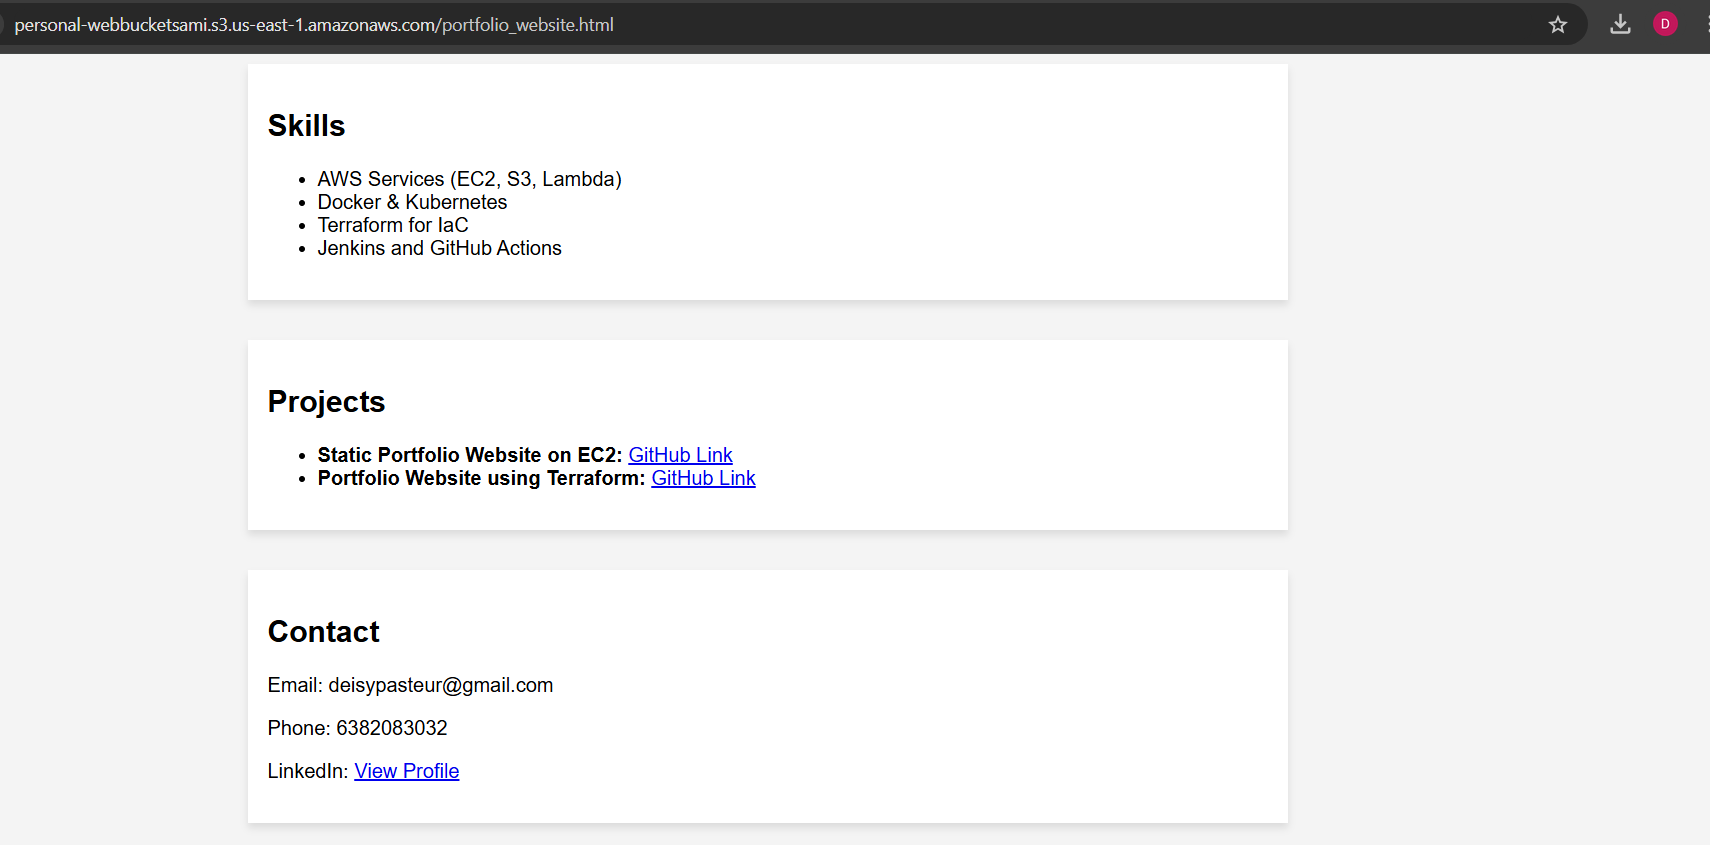 personal-webbucketsami.s3.us-east-1.amazonaws.com/portfolio_website.html
D
Skills
• AWS Services (EC2, S3, Lambda)
• Docker & Kubernetes
• Terraform for IaC
• Jenkins and GitHub Actions
Projects
• Static Portfolio Website on EC2: GitHub Link
• Portfolio Website using Terraform: GitHub Link
Contact
Email: deisypasteur@gmail.com
Phone: 6382083032
LinkedIn: View Profile